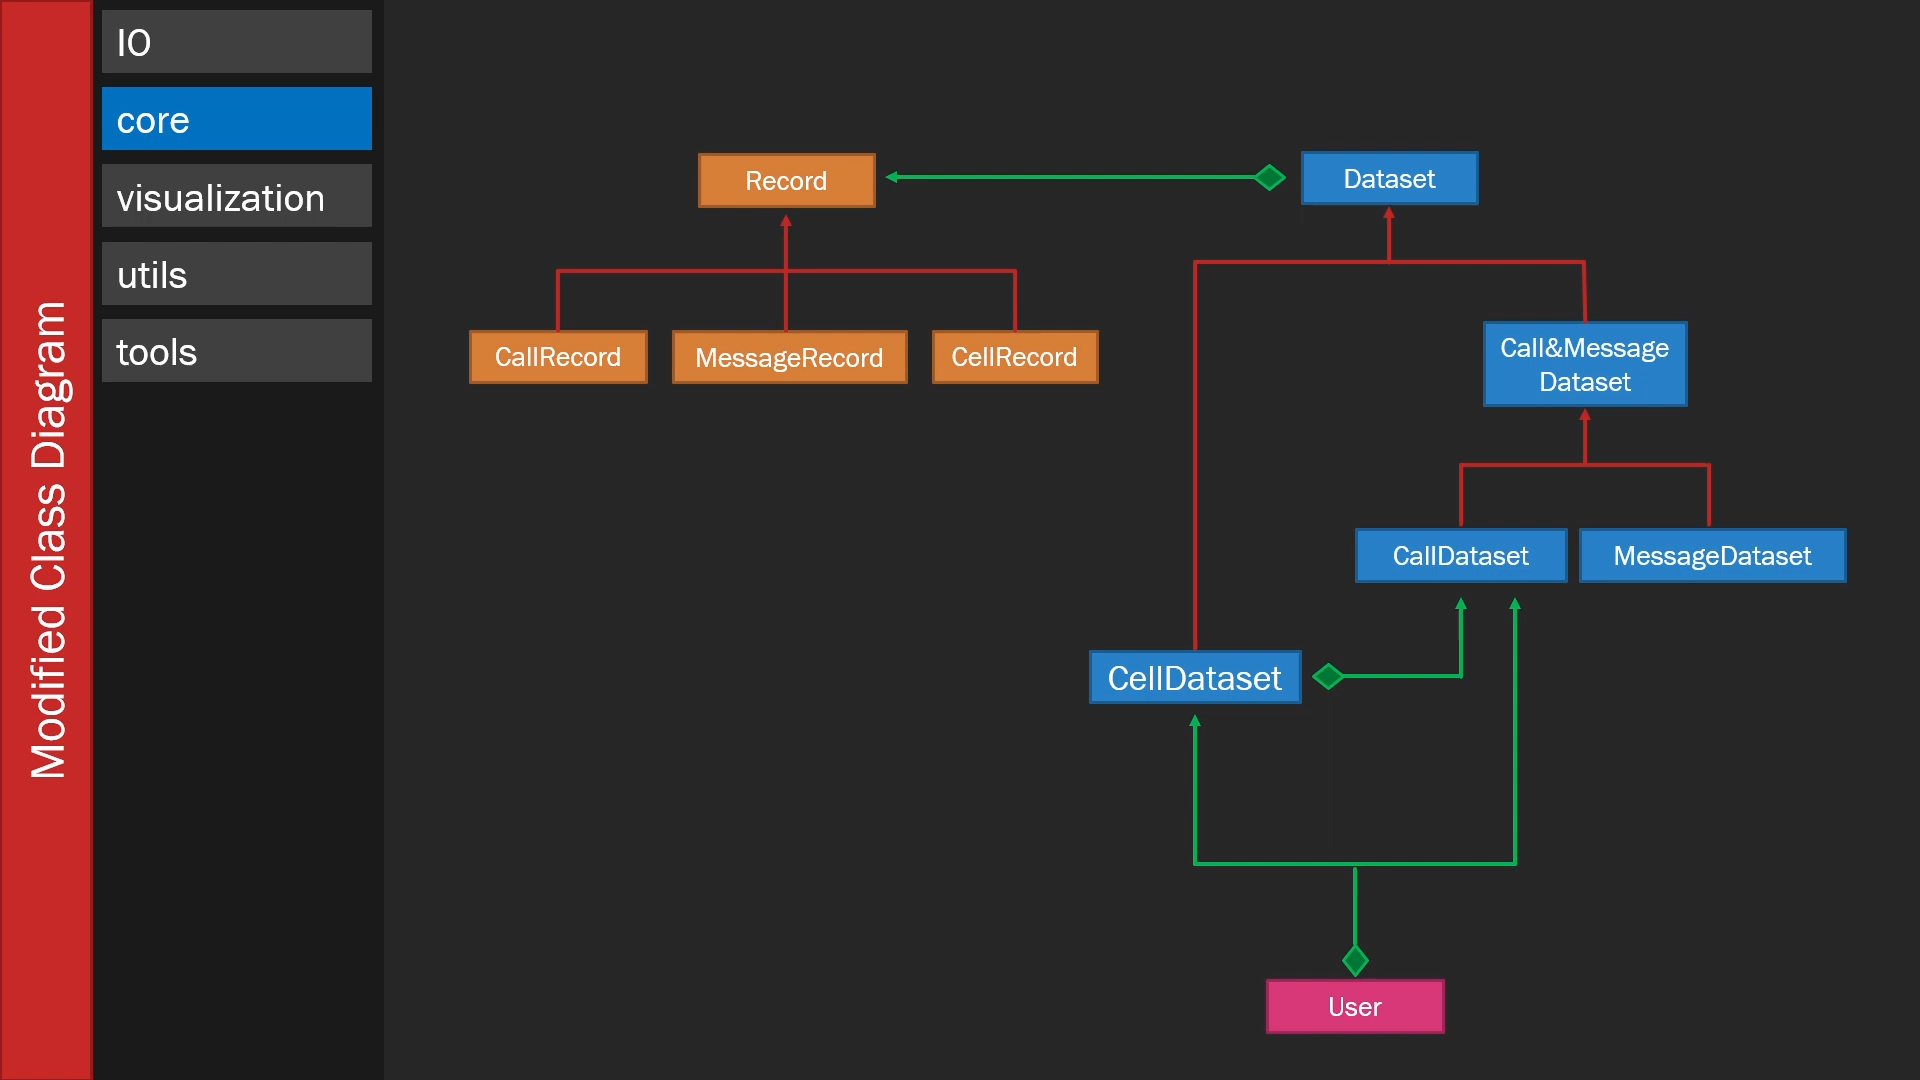 Modified Class Diagram
IO
core
visualization
utils
tools
Record
Dataset
CallRecord
MessageRecord
CellRecord
Call&Message
Dataset
CallDataset
MessageDataset
CellDataset
User